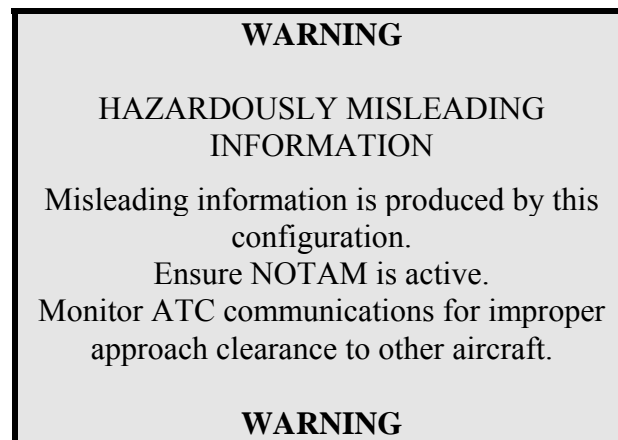 WARNING
HAZARDOUSLY MISLEADING
INFORMATION
Misleading information is produced by this
configuration.
Ensure NOTAM is active.
Monitor ATC communications for improper
approach clearance to other aircraft.
WARNING